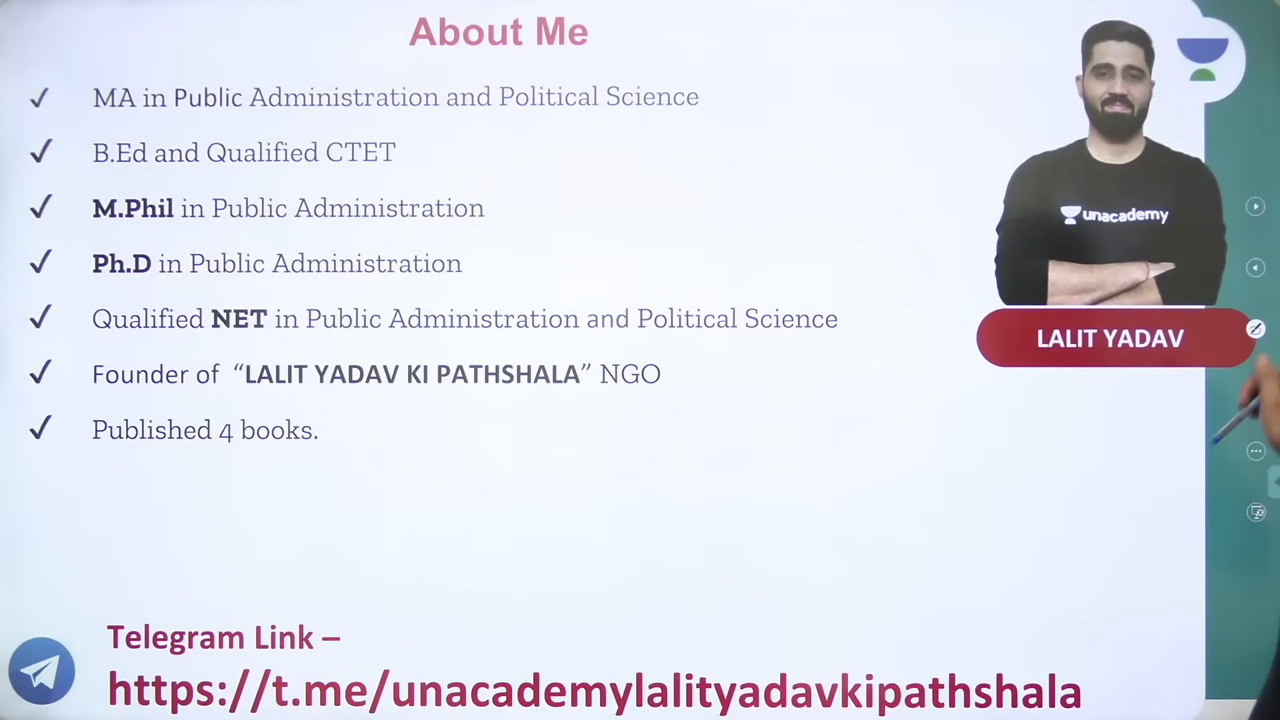 About Me
✓ MA in Public Administration and Political Science
✓ B.Ed and Qualified CTET
✓ M.Phil in Public Administration
✓ Ph.D in Public Administration
✓ Qualified NET in Public Administration and Political Science
✓ Founder of “LALIT YADAV KI PATHSHALA” NGO
✓ Published 4 books.
unacademy
LALIT YADAV
Telegram Link –
https://t.me/unacademylalityadavkipathshala